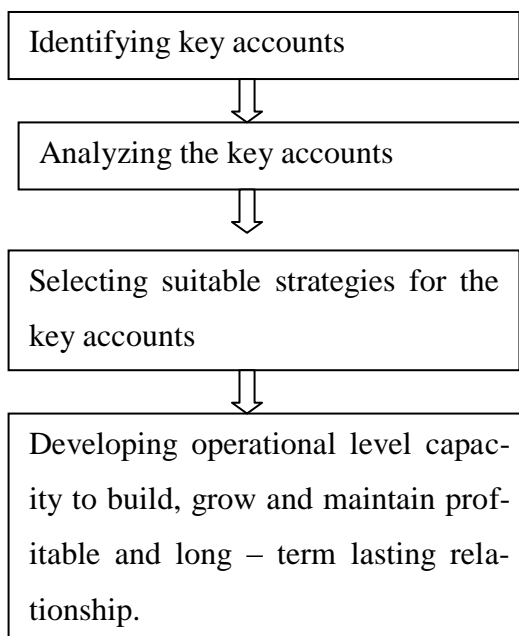 Identifying key accounts
Analyzing the key accounts
Selecting suitable strategies for the
key accounts
Developing operational level capac-
ity to build, grow and maintain prof-
itable and long – term lasting rela-
tionship.